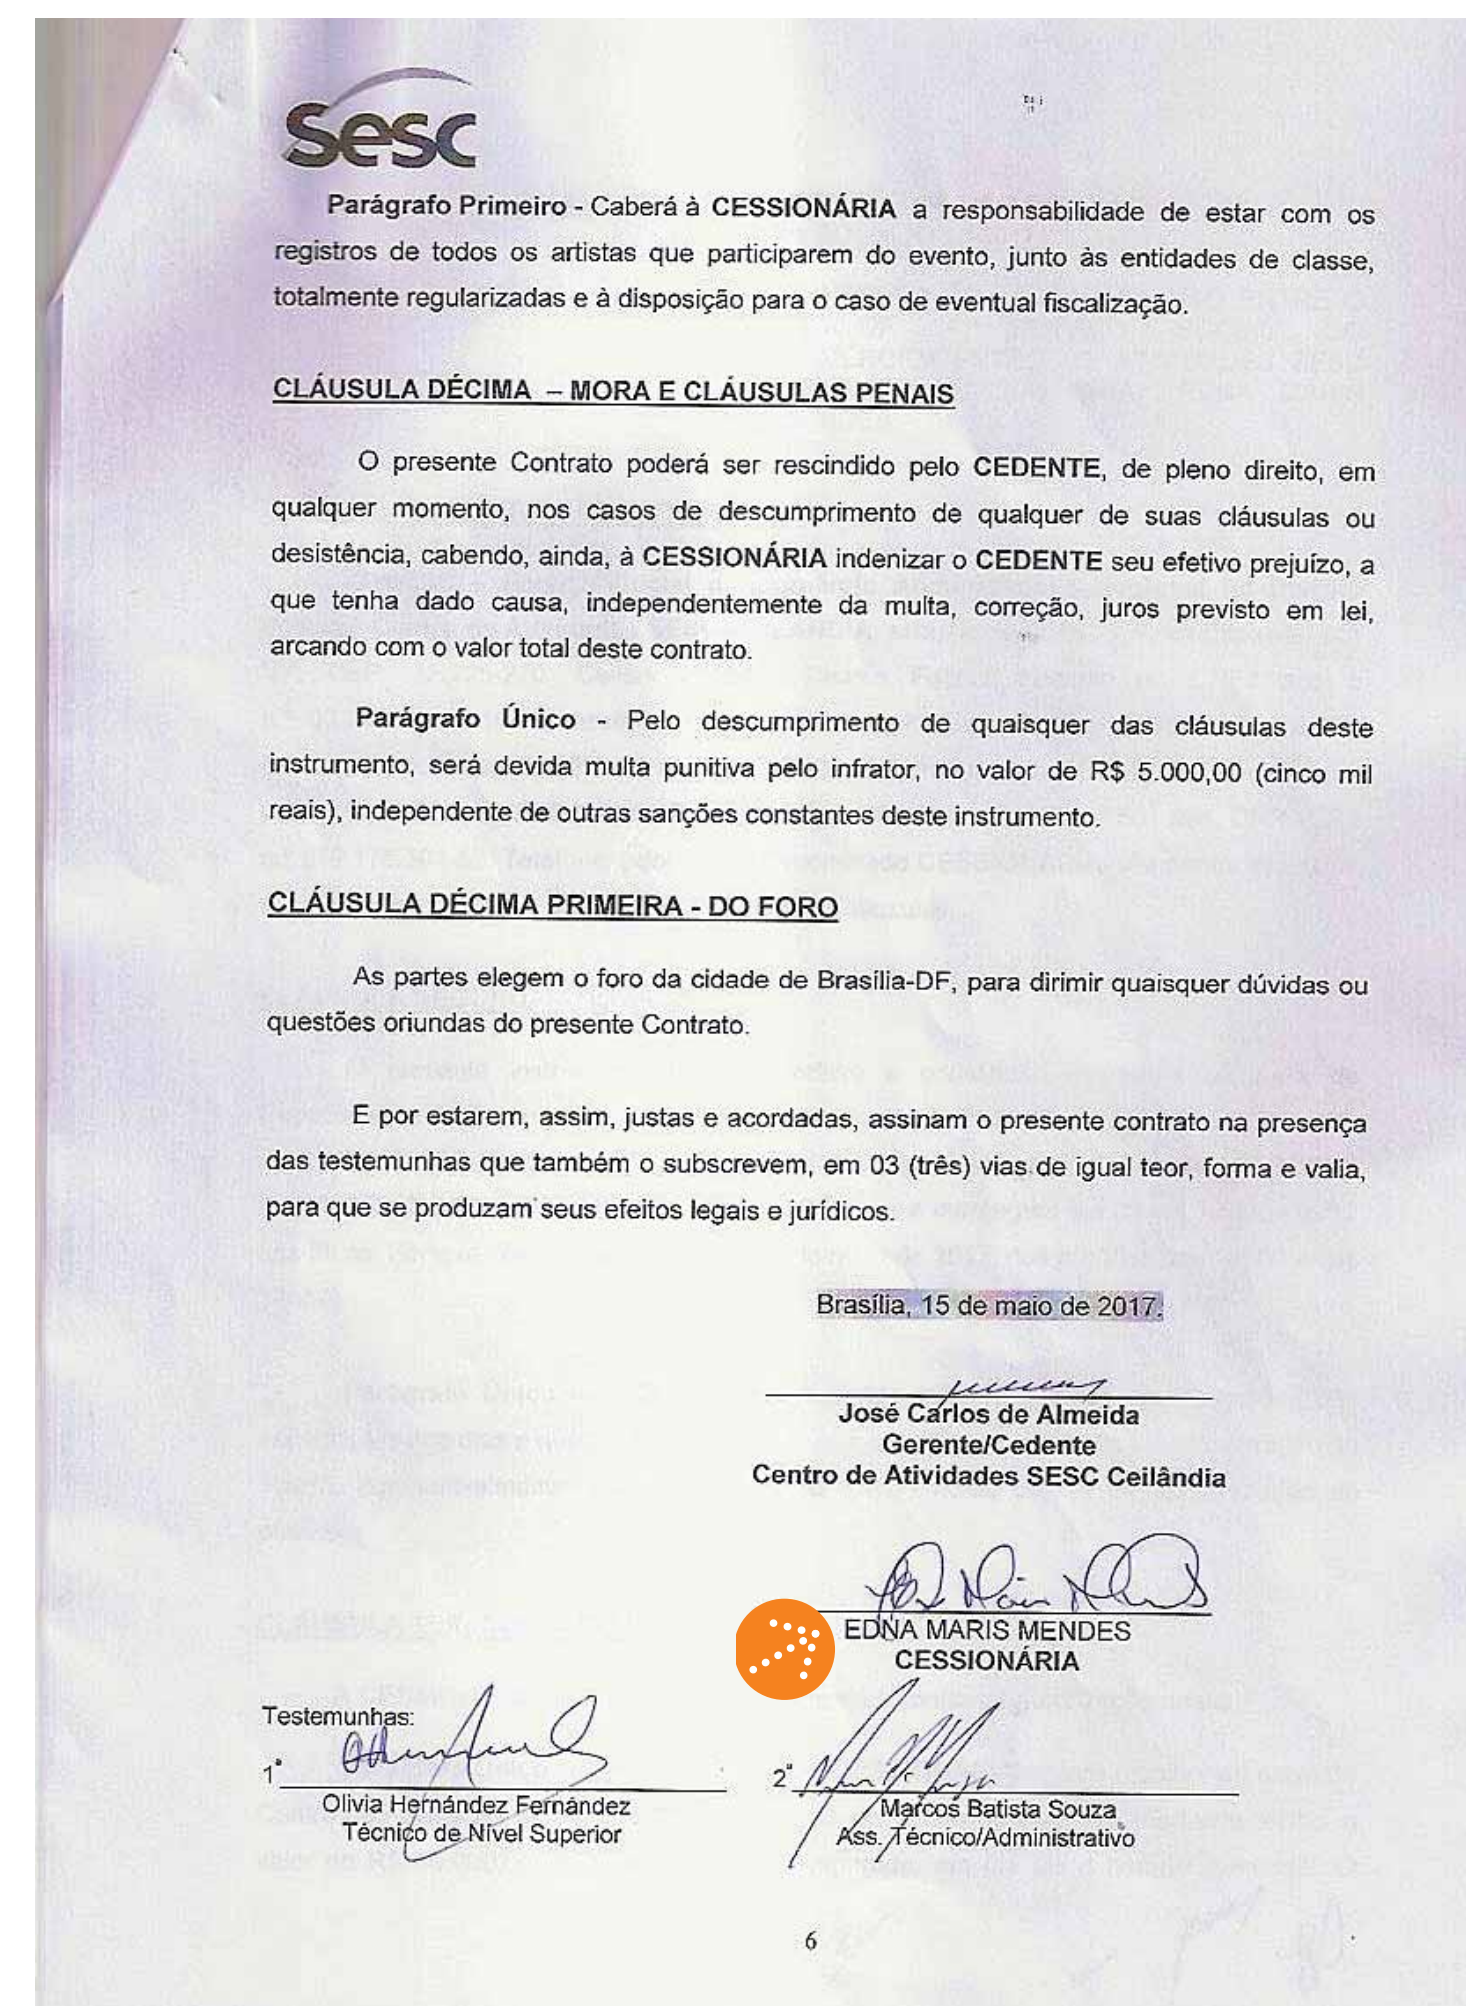 Sesc
Parágrafo Primeiro - Caberá à CESSIONÁRIA a responsabilidade de estar com os
registros de todos os artistas que participarem do evento, junto às entidades de classe,
totalmente regularizadas e à disposição para o caso de eventual fiscalização.
CLÁUSULA DÉCIMA – MORA E CLÁUSULAS PENAIS
O presente Contrato poderá ser rescindido pelo CEDENTE, de pleno direito, em
qualquer momento, nos casos de descumprimento de qualquer de suas cláusulas ou
desistência, cabendo, ainda, à CESSIONÁRIA indenizar o CEDENTE seu efetivo prejuízo, a
que tenha dado causa, independentemente da multa, correção, juros previsto em lei,
arcando com o valor total deste contrato.
Parágrafo Único - Pelo descumprimento de quaisquer das cláusulas deste
instrumento, será devida multa punitiva pelo infrator, no valor de R$ 5.000,00 (cinco mil
reais), independente de outras sanções constantes deste instrumento.
CLÁUSULA DÉCIMA PRIMEIRA - DO FORO
As partes elegem o foro da cidade de Brasília-DF, para dirimir quaisquer dúvidas ou
questões oriundas do presente Contrato.
E por estarem, assim, justas e acordadas, assinam o presente contrato na presença
das testemunhas que também o subscrevem, em 03 (três) vias de igual teor, forma e valia,
para que se produzam seus efeitos legais e jurídicos.
Brasília, 15 de maio de 2017.
José Carlos de Almeida
Gerente/Cedente
Centro de Atividades SESC Ceilândia
EDNA MARIS MENDES
CESSIONÁRIA
Testemunhas:
1ª
Olivia Hernández Fernández
Técnico de Nível Superior
2ª
Marcos Batista Souza
Ass. Técnico/Administrativo
6